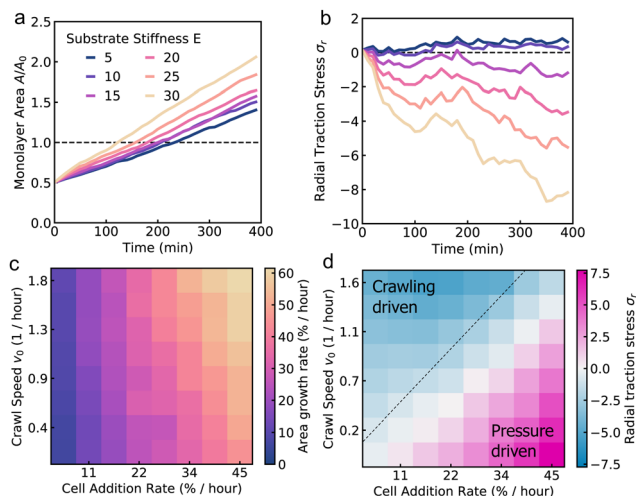 a
Monolayer Area A/A₀
2.5
2.0
1.5
1.0
0.5
0.0
Substrate Stiffness E
5 20
10 25
15 30
0 100 200 300 400
Time (min)
b
Radial Traction Stress σᵣ
2
0
−2
−4
−6
−8
−10
0 100 200 300 400
Time (min)
c
Crawl Speed v₀ (1 / hour)
1.8
1.3
0.9
0.4
11 22 34 45
Cell Addition Rate (% / hour)
60
50
40
30
20
10
0
Area growth rate (% / hour)
d
Crawl Speed v₀ (1 / hour)
1.6
1.1
0.7
0.2
Crawling
driven
Pressure
driven
11 22 34 45
Cell Addition Rate (% / hour)
7.5
5.0
2.5
0.0
−2.5
−5.0
−7.5
Radial traction stress σᵣ